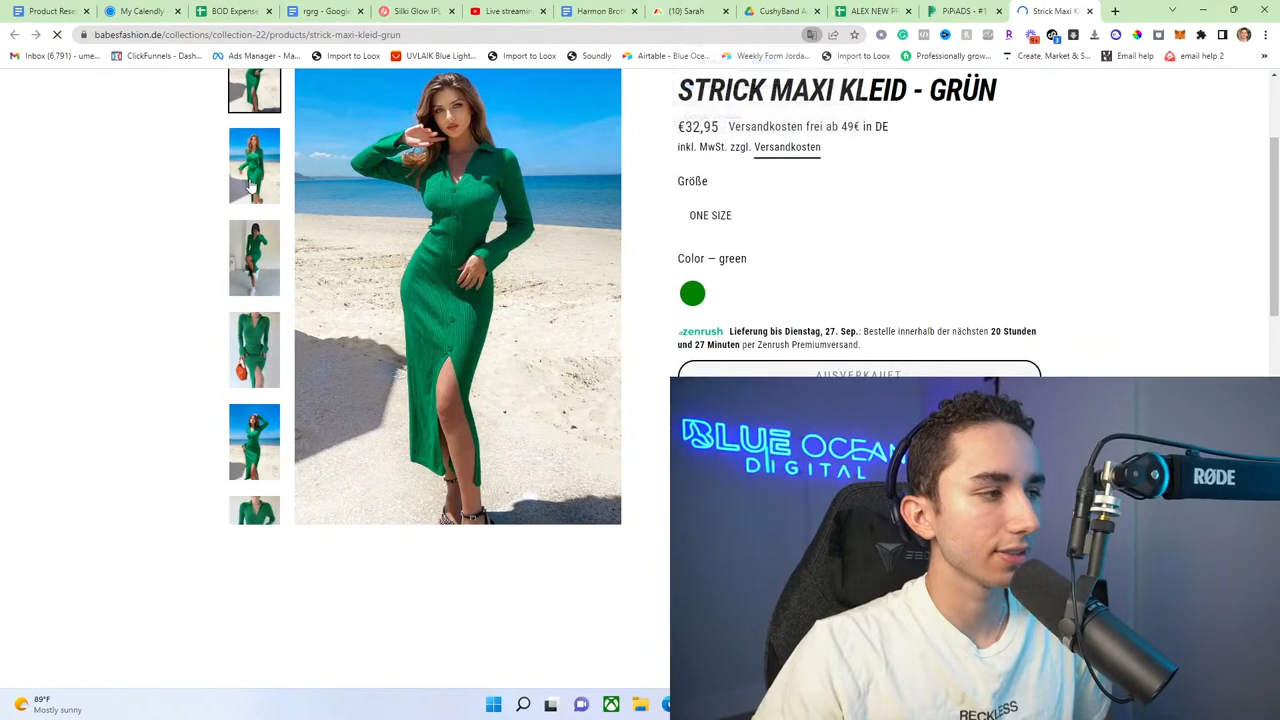 Product Rese
My Calendly
BOD Expense
rgrg - Google
Silki Glow IPL
Live streamin
Harmon Broth
(10) Sarah
CushyBand Ad
ALEX NEW PR
PiPiADS - #1
Strick Maxi Kl
babesfashion.de/collections/collection-22/products/strick-maxi-kleid-grun
Inbox (6,791) - ume...
ClickFunnels - Dash...
Ads Manager - Ma...
Import to Loox
UVLAIK Blue Light...
Import to Loox
Soundly
Airtable - Blue Oce...
Weekly Form Jorda...
Import to Loox
Professionally grow...
Create, Market & S...
Email help
email help 2
STRICK MAXI KLEID - GRÜN
€32,95 Versandkosten frei ab 49€ in DE
inkl. MwSt. zzgl. Versandkosten
Größe
ONE SIZE
Color — green
zenrush Lieferung bis Dienstag, 27. Sep.: Bestelle innerhalb der nächsten 20 Stunden
und 27 Minuten per Zenrush Premiumversand.
AUSVERKAUFT
BLUE OCEAN
DIGITAL
RØDE
RECKLESS
89°F
Mostly sunny